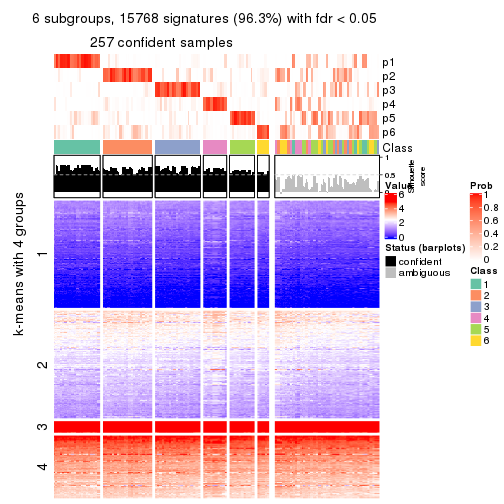 6 subgroups, 15768 signatures (96.3%) with fdr < 0.05
257 confident samples
p1
p2
p3
p4
p5
p6
Class
1
0.5
0
Silhouette
score
k-means with 4 groups
1
2
3
4
Value
6
4
2
0
Status (barplots)
confident
ambiguous
Prob
1
0.8
0.6
0.4
0.2
0
Class
1
2
3
4
5
6